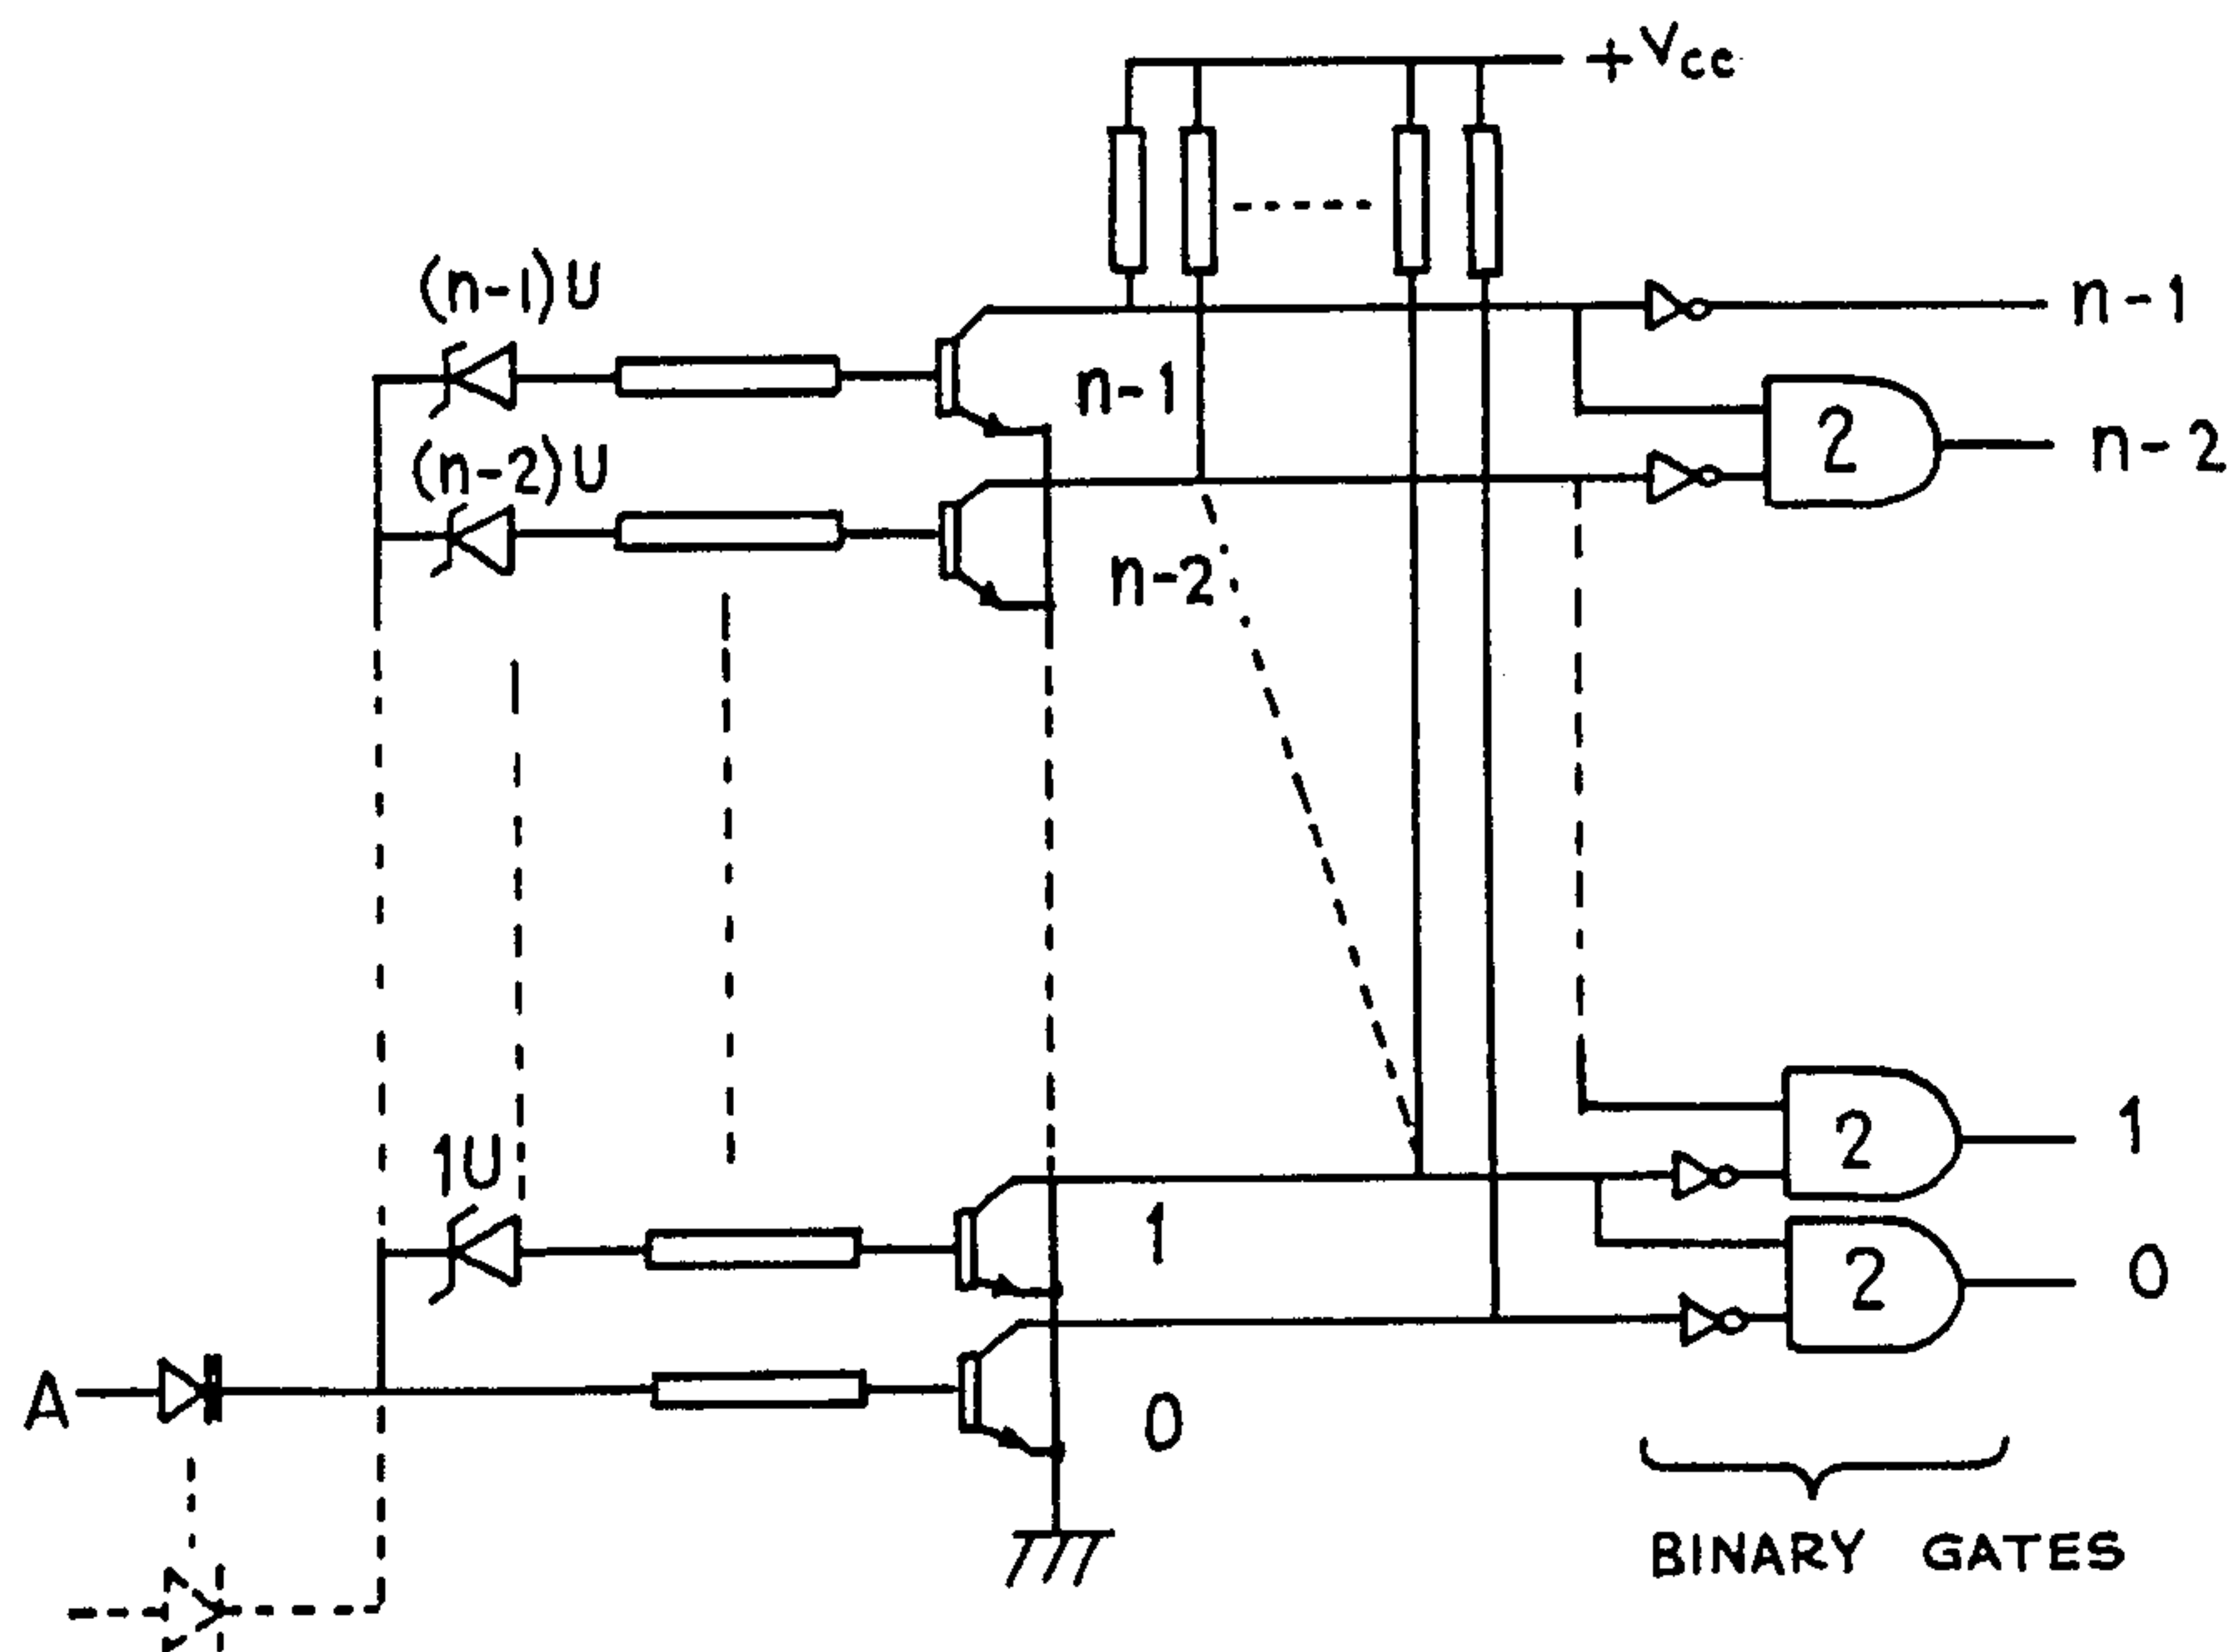 +Vcc
(n-1)U
n-1
n-1
2
n-2
(n-2)U
n-2
1U
2
1
1
2
0
A
0
BINARY GATES